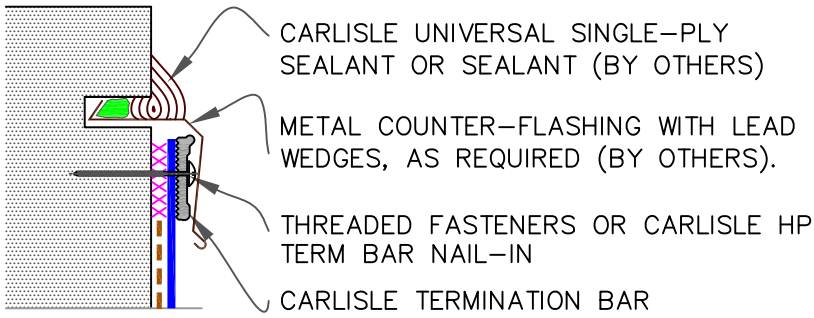 CARLISLE UNIVERSAL SINGLE-PLY
SEALANT OR SEALANT (BY OTHERS)
METAL COUNTER-FLASHING WITH LEAD
WEDGES, AS REQUIRED (BY OTHERS).
THREADED FASTENERS OR CARLISLE HP
TERM BAR NAIL-IN
CARLISLE TERMINATION BAR